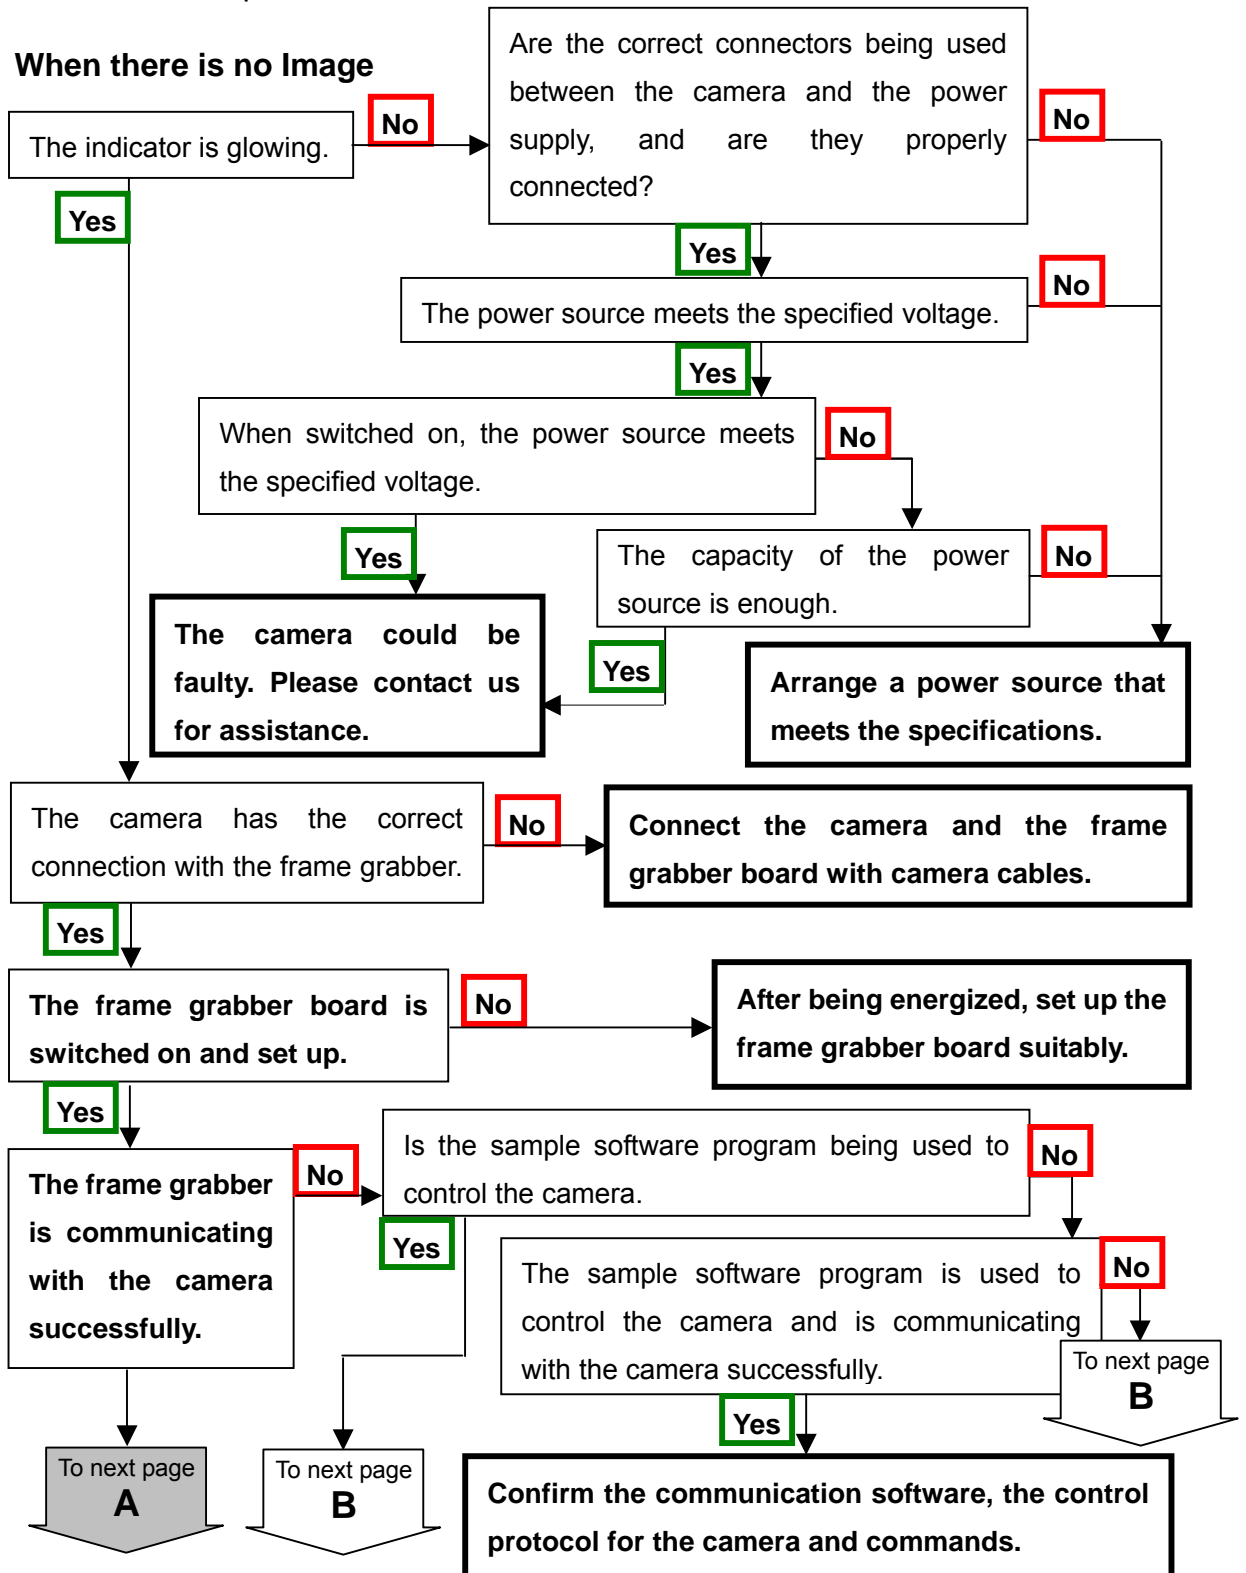 When there is no Image
Are the correct connectors being used
between the camera and the power
supply, and are they properly
connected?
No
No
The indicator is glowing.
Yes
Yes
No
The power source meets the specified voltage.
Yes
When switched on, the power source meets
the specified voltage.
No
Yes
The capacity of the power
source is enough.
No
The camera could be
faulty. Please contact us
for assistance.
Yes
Arrange a power source that
meets the specifications.
The camera has the correct
connection with the frame grabber.
No
Connect the camera and the frame
grabber board with camera cables.
Yes
The frame grabber board is
switched on and set up.
No
After being energized, set up the
frame grabber board suitably.
Yes
Is the sample software program being used to
control the camera.
No
The frame grabber
is communicating
with the camera
successfully.
No
Yes
The sample software program is used to
control the camera and is communicating
with the camera successfully.
No
To next page
B
Yes
To next page
A
To next page
B
Confirm the communication software, the control
protocol for the camera and commands.